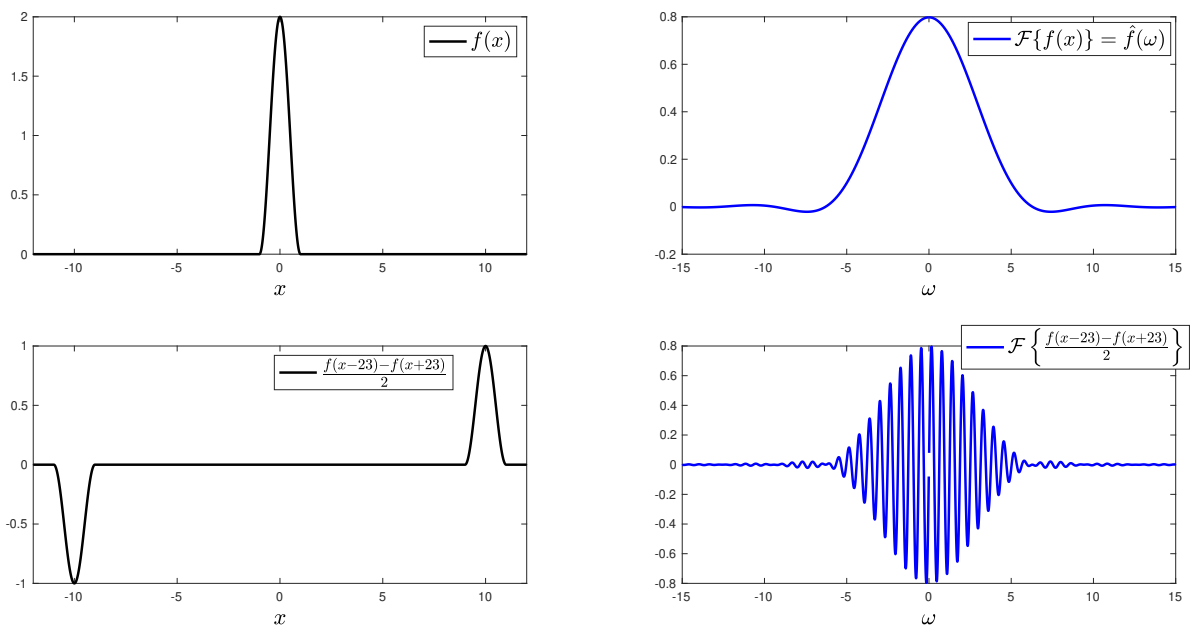 2
1.5
1
0.5
0
-10 -5 0 5 10
x
f(x)
0.8
0.6
0.4
0.2
0
-0.2
-15 -10 -5 0 5 10 15
ω
ℱ{f(x)} = f̂(ω)
1
0.5
0
-0.5
-1
-10 -5 0 5 10
x
f(x−23)−f(x+23)
2
0.8
0.6
0.4
0.2
0
-0.2
-0.4
-0.6
-0.8
-15 -10 -5 0 5 10 15
ω
ℱ { f(x−23)−f(x+23) }
2